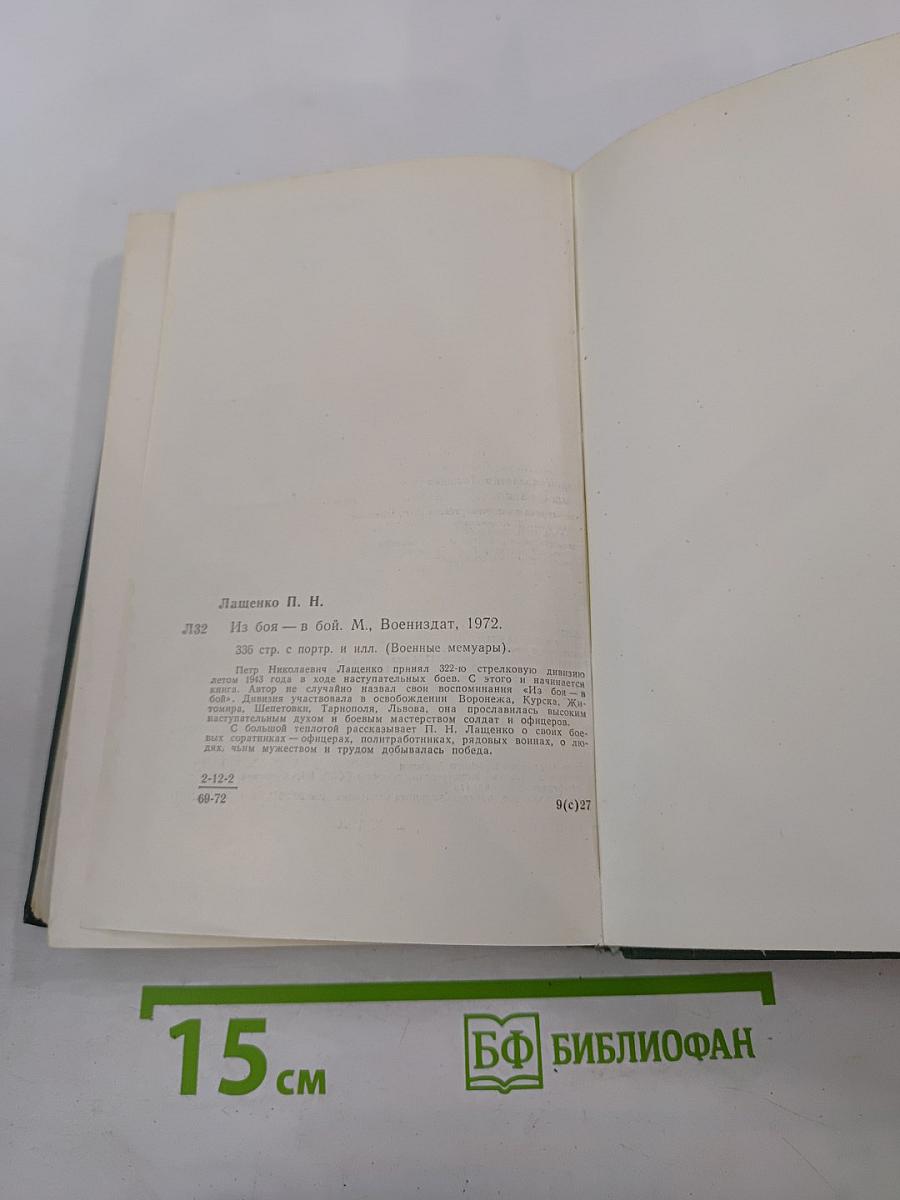 Лащенко П. Н.
Л32 Из боя — в бой. М., Воениздат, 1972.
336 стр. с портр. и илл. (Военные мемуары).
Петр Николаевич Лащенко принял 322-ю стрелковую дивизию
летом 1943 года в ходе наступательных боев. С этого и начинается
книга. Автор не случайно назвал свои воспоминания «Из боя — в
бой». Дивизия участвовала в освобождении Воронежа, Курска, Жи-
томира, Шепетовки, Тарнополя, Львова, она прославилась высоким
наступательным духом и боевым мастерством солдат и офицеров.
С большой теплотой рассказывает П. Н. Лащенко о своих бое-
вых соратниках — офицерах, политработниках, рядовых воинах, о лю-
дях, чьим мужеством и трудом добывалась победа.
2-12-2
69-72
9(с)27
15 см
БФ БИБЛИОФАН